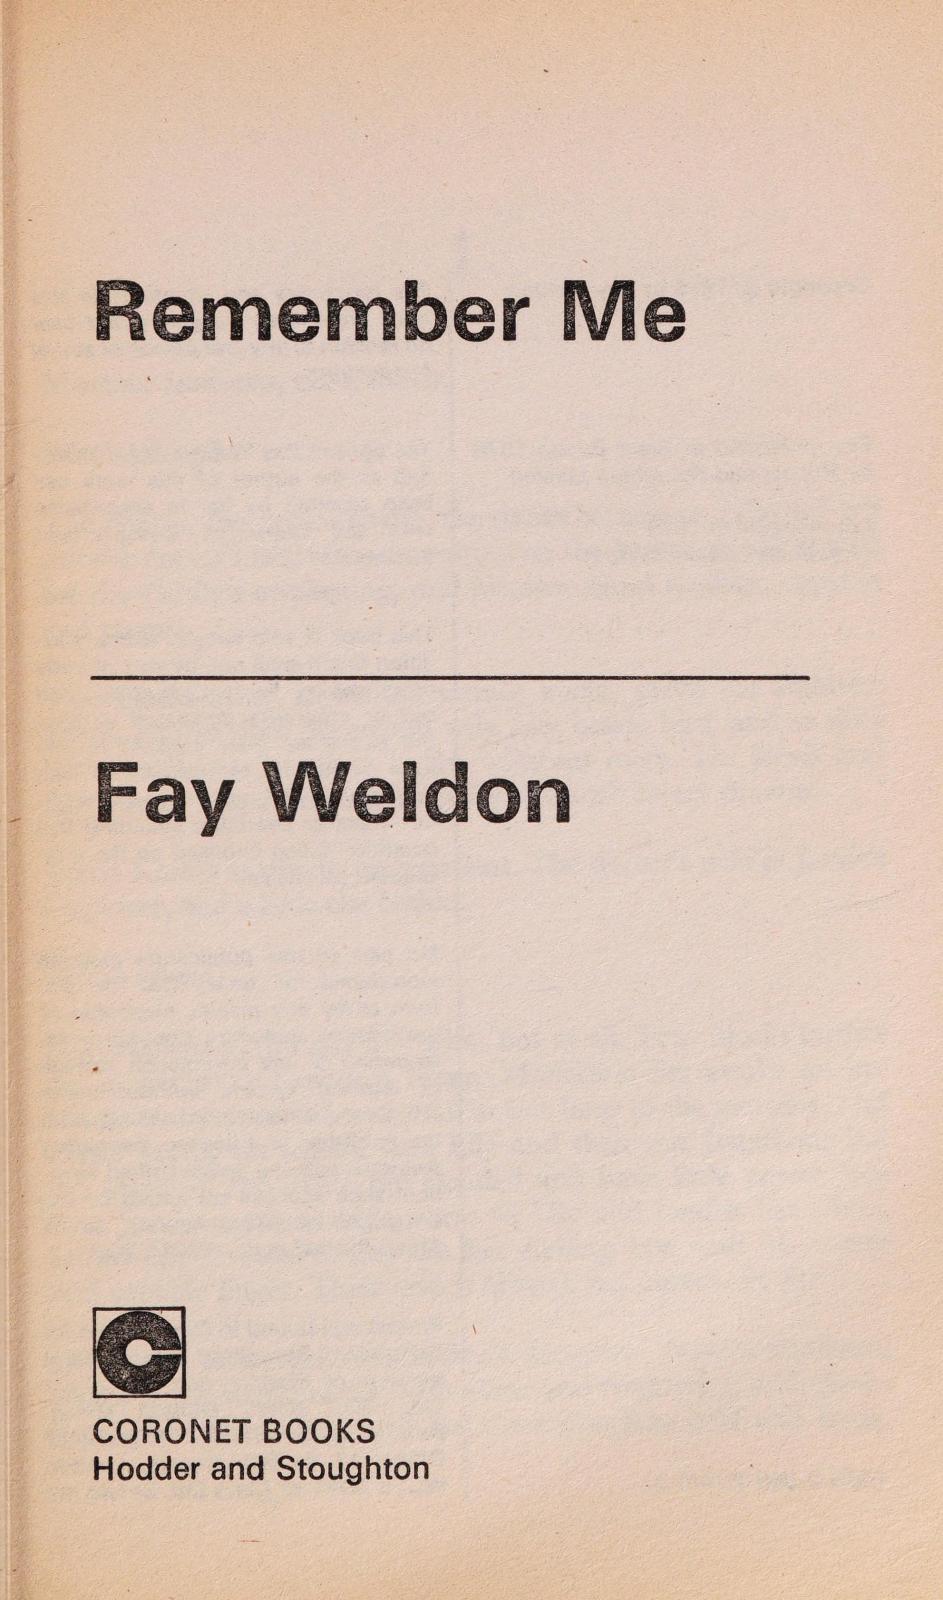 Remember Me
Fay Weldon
CORONET BOOKS
Hodder and Stoughton